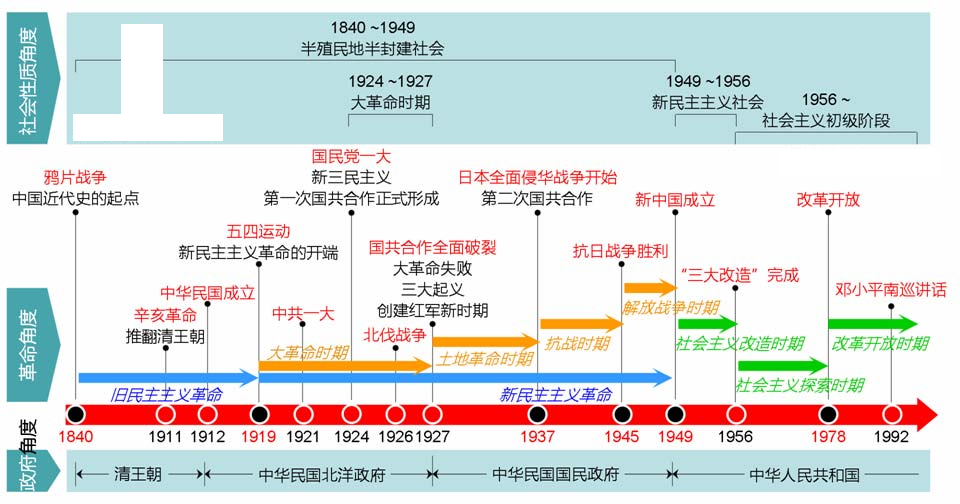 社会性质角度
1840 ~1949
半殖民地半封建社会
1924 ~1927
大革命时期
1949 ~1956
新民主主义社会
1956 ~
社会主义初级阶段
鸦片战争
中国近代史的起点
国民党一大
新三民主义
第一次国共合作正式形成
日本全面侵华战争开始
第二次国共合作
新中国成立
改革开放
五四运动
新民主主义革命的开端
国共合作全面破裂
大革命失败
三大起义
创建红军新时期
抗日战争胜利
“三大改造”完成
中华民国成立
辛亥革命
推翻清王朝
中共一大
北伐战争
邓小平南巡讲话
革命角度
解放战争时期
大革命时期
土地革命时期
抗战时期
社会主义改造时期
改革开放时期
社会主义探索时期
旧民主主义革命
新民主主义革命
1840
1911
1912
1919
1921
1924
1926
1927
1937
1945
1949
1956
1978
1992
政府角度
清王朝
中华民国北洋政府
中华民国国民政府
中华人民共和国